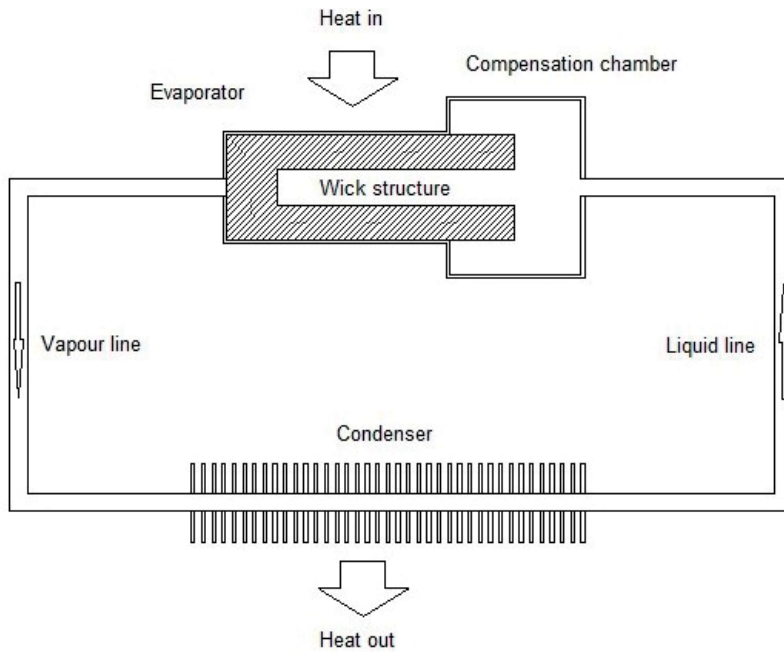 Heat in
Compensation chamber
Evaporator
Wick structure
Vapour line
Liquid line
Condenser
Heat out